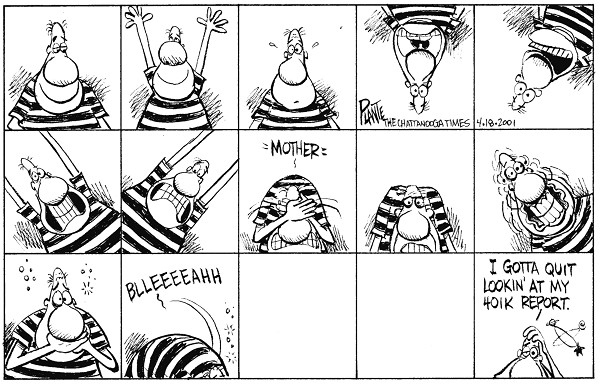 PLANTE
THE CHATTANOOGA TIMES 4.18.2001
=MOTHER=
BLLEEEEAHH
I GOTTA QUIT
LOOKIN' AT MY
401K REPORT.